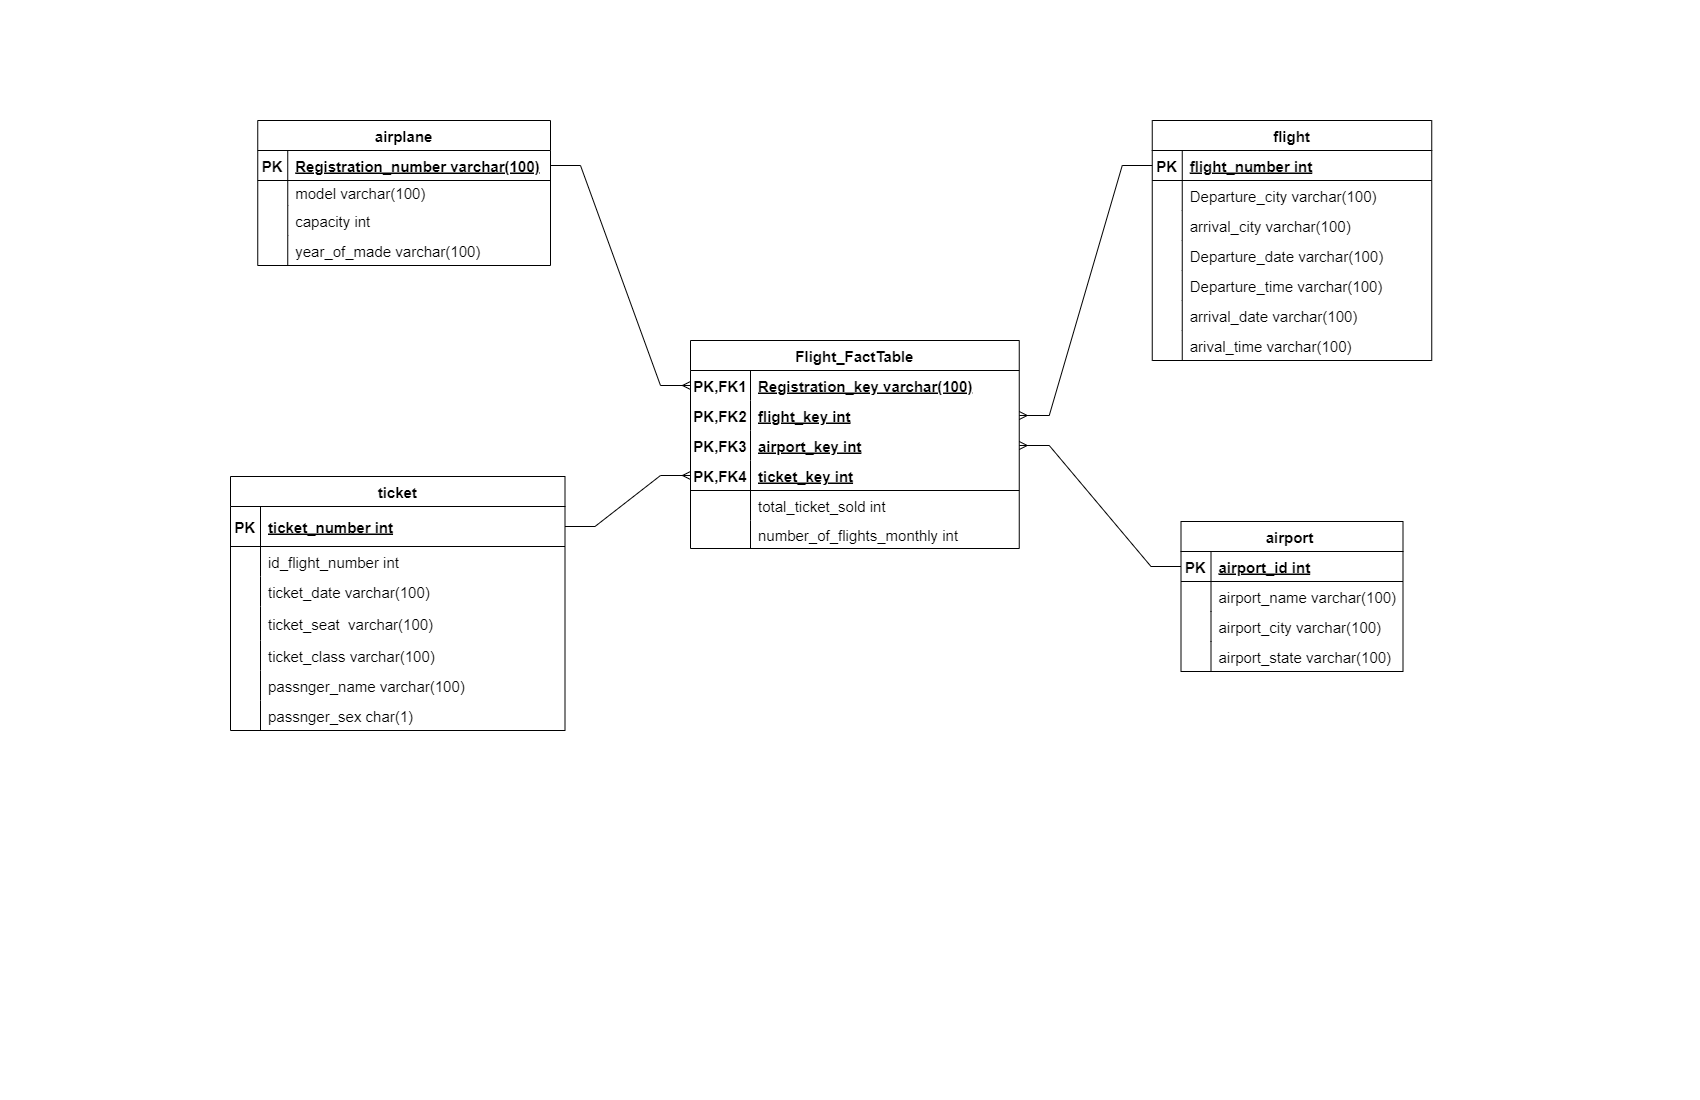 airplane
PK Registration_number varchar(100)
model varchar(100)
capacity int
year_of_made varchar(100)
flight
PK flight_number int
Departure_city varchar(100)
arrival_city varchar(100)
Departure_date varchar(100)
Departure_time varchar(100)
arrival_date varchar(100)
arival_time varchar(100)
Flight_FactTable
PK,FK1 Registration_key varchar(100)
PK,FK2 flight_key int
PK,FK3 airport_key int
PK,FK4 ticket_key int
total_ticket_sold int
number_of_flights_monthly int
ticket
PK ticket_number int
id_flight_number int
ticket_date varchar(100)
ticket_seat  varchar(100)
ticket_class varchar(100)
passnger_name varchar(100)
passnger_sex char(1)
airport
PK airport_id int
airport_name varchar(100)
airport_city varchar(100)
airport_state varchar(100)